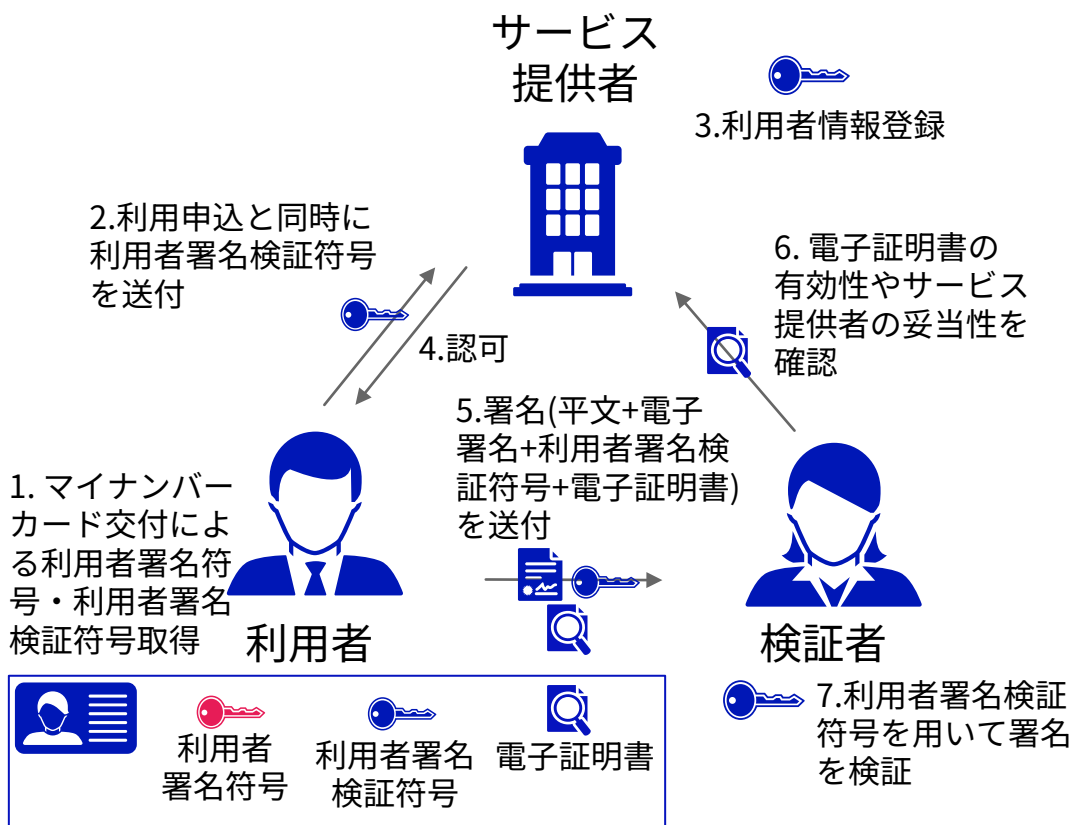 サービス
提供者
3.利用者情報登録
2.利用申込と同時に
利用者署名検証符号
を送付
4.認可
6. 電子証明書の
有効性やサービス
提供者の妥当性を
確認
5.署名(平文+電子
署名+利用者署名検
証符号+電子証明書)
を送付
1. マイナンバー
カード交付によ
る利用者署名符
号・利用者署名
検証符号取得
利用者
検証者
利用者
署名符号
利用者署名
検証符号
電子証明書
7.利用者署名検証
符号を用いて署名
を検証